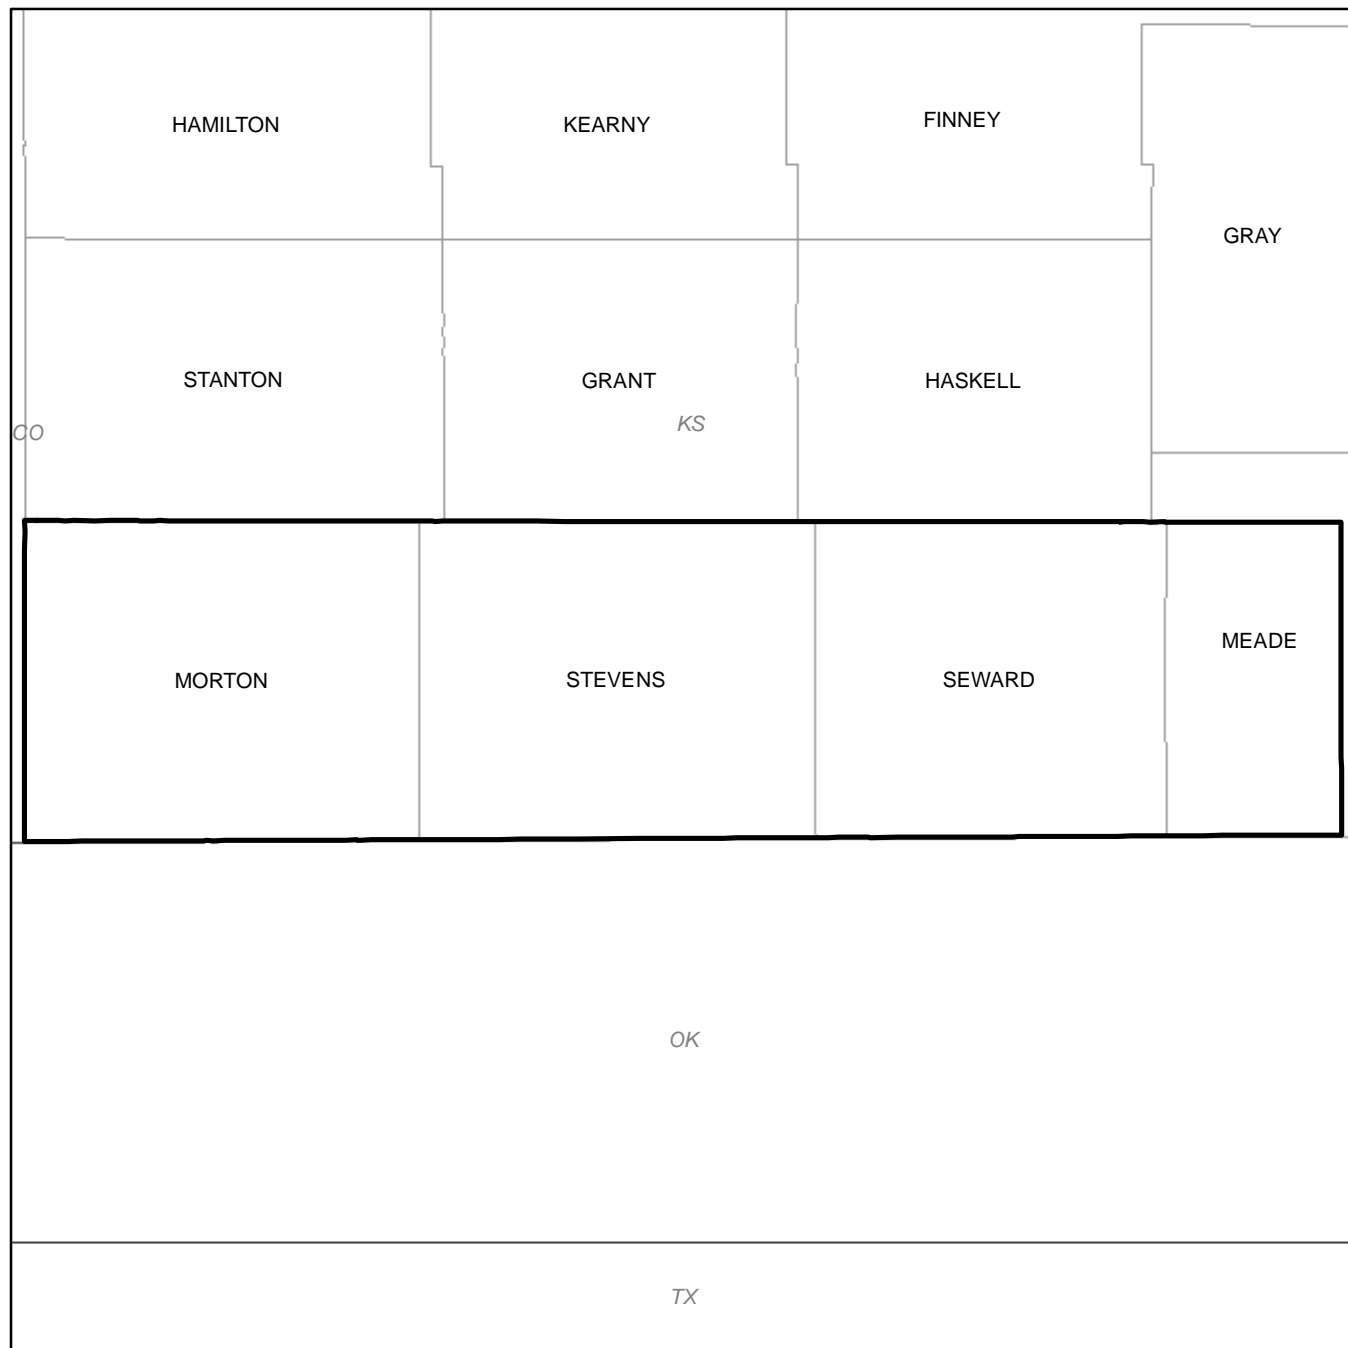 HAMILTON
KEARNY
FINNEY
GRAY
STANTON
GRANT
HASKELL
CO
KS
MORTON
STEVENS
SEWARD
MEADE
OK
TX